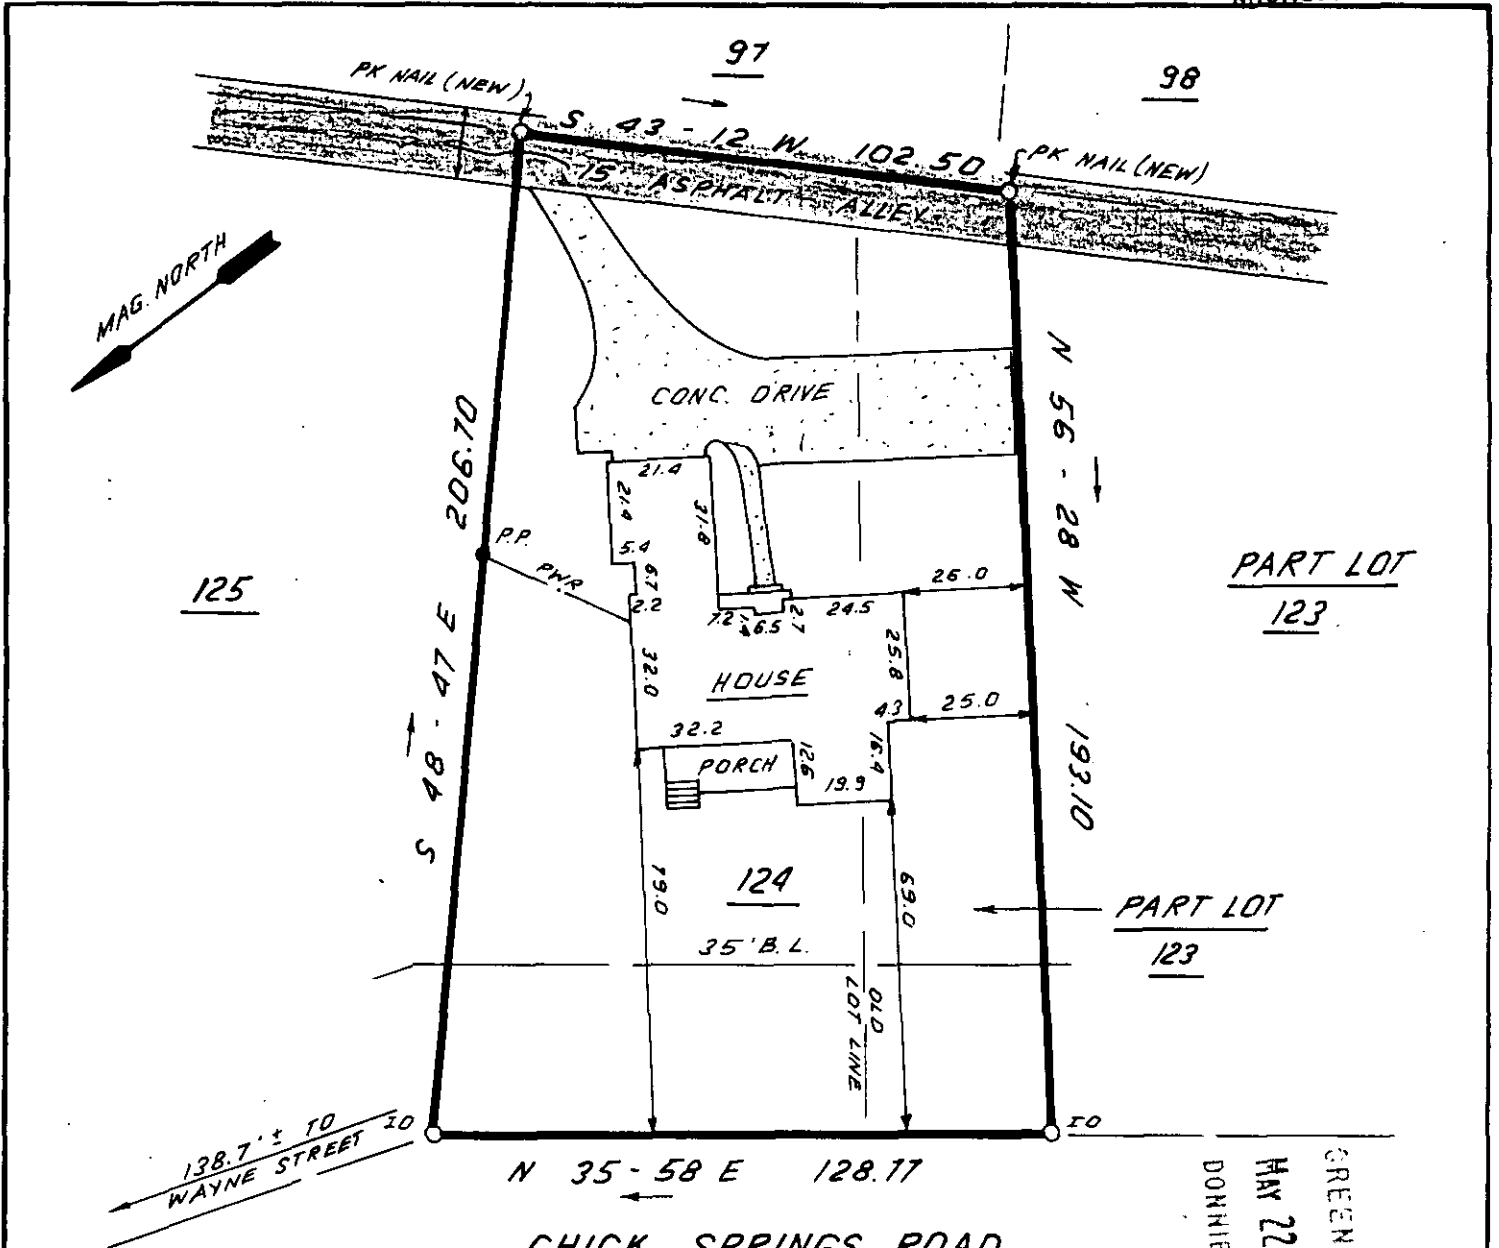 97
98
PK NAIL (NEW)
S 43-12 W 102.50
PK NAIL (NEW)
15' ASPHALT ALLEY
MAG. NORTH
CONC. DRIVE
N 56-28 W 193.10
S 48-47 E 206.70
P.P.
PWR.
125
PART LOT
123
21.4
21.4
31.8
5.4
6.7
2.2
7.2
6.5
2.7
24.5
26.0
32.0
25.8
HOUSE
4.3
25.0
32.2
PORCH
12.6
16.4
19.9
79.0
124
69.0
PART LOT
123
35' B.L.
OLD
LOT LINE
138.7' ± TO
WAYNE STREET
IO
IO
N 35-58 E 128.77
CHICK SPRINGS ROAD
GREEN
MAY 22
DONNIE